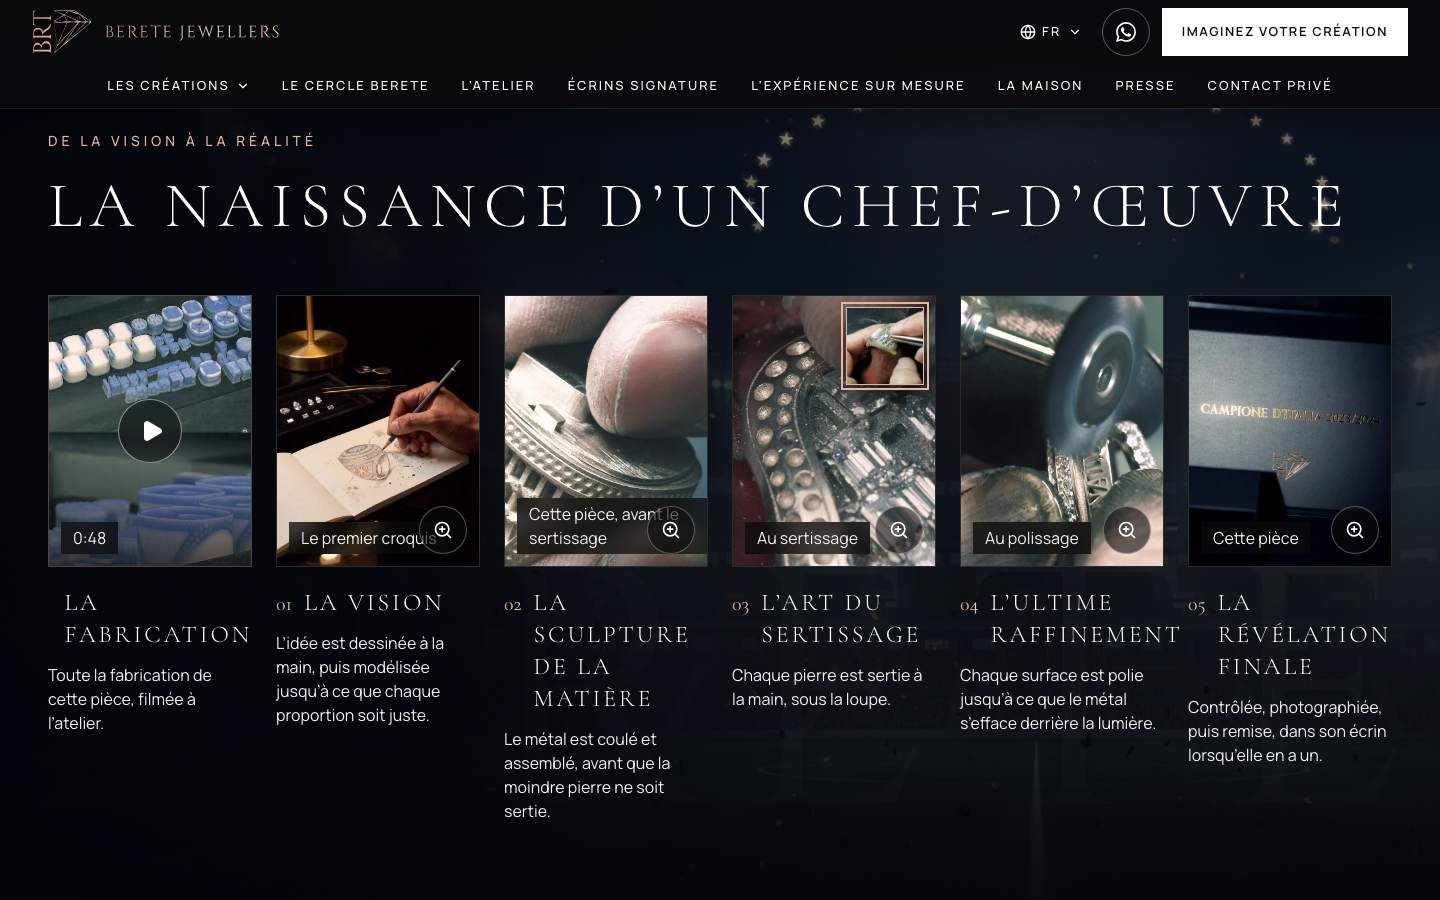 BRT
BERETE JEWELLERS
FR
IMAGINEZ VOTRE CRÉATION
LES CRÉATIONS
LE CERCLE BERETE
L'ATELIER
ÉCRINS SIGNATURE
L'EXPÉRIENCE SUR MESURE
LA MAISON
PRESSE
CONTACT PRIVÉ
DE LA VISION À LA RÉALITÉ
LA NAISSANCE D’UN CHEF-D’ŒUVRE
0:48
LA
FABRICATION
Toute la fabrication de
cette pièce, filmée à
l’atelier.
Le premier croquis
01 LA VISION
L’idée est dessinée à la
main, puis modélisée
jusqu’à ce que chaque
proportion soit juste.
Cette pièce, avant le
sertissage
02 LA
SCULPTURE
DE LA
MATIÈRE
Le métal est coulé et
assemblé, avant que la
moindre pierre ne soit
sertie.
Au sertissage
03 L’ART DU
SERTISSAGE
Chaque pierre est sertie à
la main, sous la loupe.
Au polissage
04 L’ULTIME
RAFFINEMENT
Chaque surface est polie
jusqu’à ce que le métal
s’efface derrière la lumière.
CAMPIONE D'ITALIA
Cette pièce
05 LA
RÉVÉLATION
FINALE
Contrôlée, photographiée,
puis remise, dans son écrin
lorsqu’elle en a un.